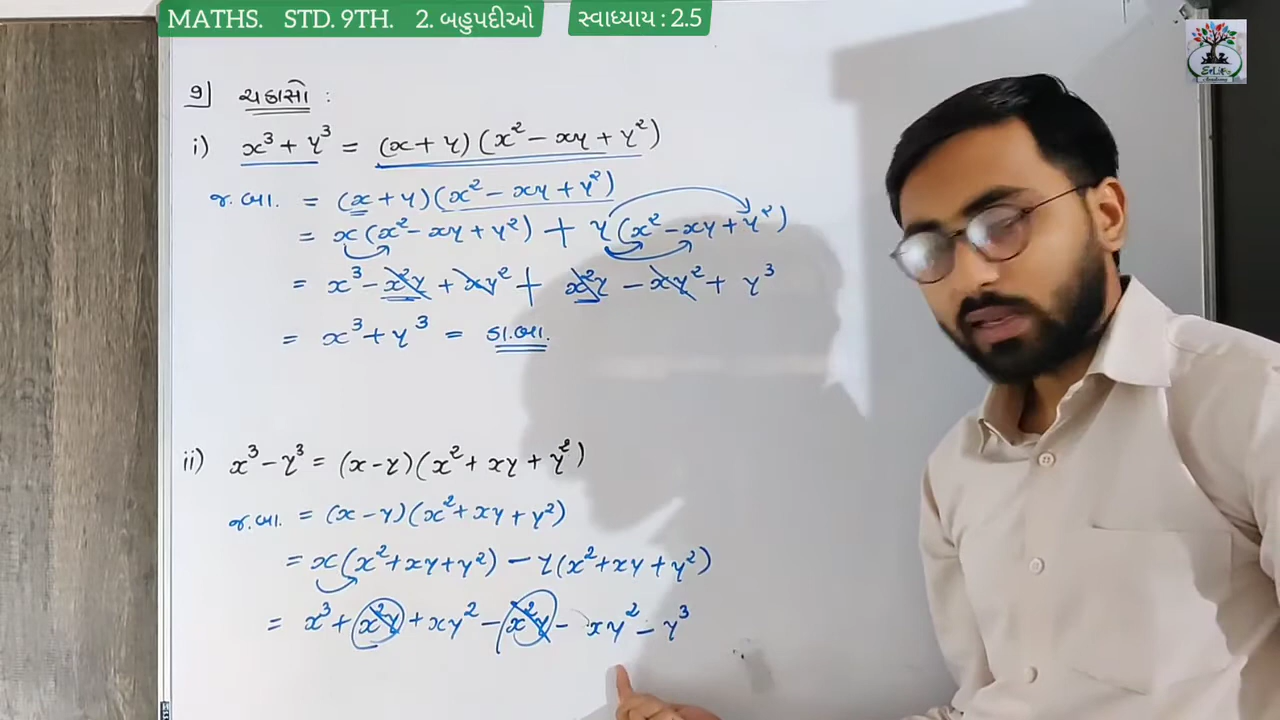 MATHS. STD. 9TH. 2. બહુપદીઓ સ્વાધ્યાય : 2.5
9] ચકાસો :
i) x³ + y³ = (x + y) (x² - xy + y²)
જ.બા. = (x + y) (x² - xy + y²)
= x (x² - xy + y²) + y (x² - xy + y²)
= x³ - x²y + xy² + x²y - xy² + y³
= x³ + y³ = ડા.બા.
ii) x³ - y³ = (x - y) (x² + xy + y²)
જ.બા. = (x - y) (x² + xy + y²)
= x (x² + xy + y²) - y (x² + xy + y²)
= x³ + x²y + xy² - x²y - xy² - y³